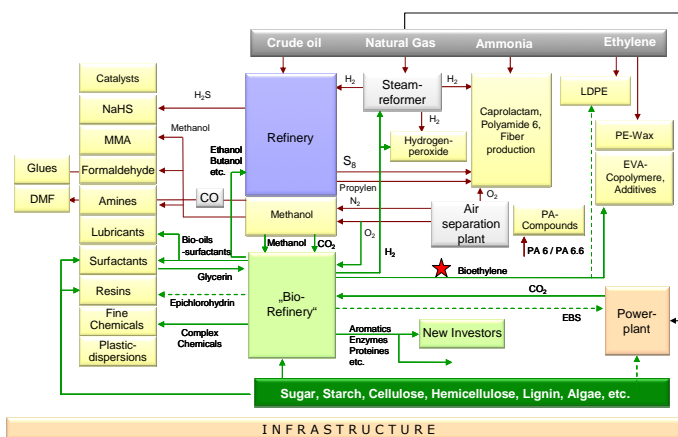 Crude oil
Natural Gas
Ammonia
Ethylene
Catalysts
NaHS
MMA
Formaldehyde
Amines
Lubricants
Surfactants
Resins
Fine
Chemicals
Plastic-
dispersions
Glues
DMF
H2S
Methanol
CO
Ethanol
Butanol
etc.
Refinery
Methanol
H2
Steam-
reformer
H2
H2
Hydrogen-
peroxide
S8
Propylen
N2
O2
O2
Caprolactam,
Polyamide 6,
Fiber
production
Air
separation
plant
LDPE
PE-Wax
EVA-
Copolymere,
Additives
PA-
Compounds
PA 6 / PA 6.6
Bio-oils
-surfactants
Methanol
CO2
H2
Glycerin
Bioethylene
Epichlorhydrin
„Bio-
Refinery“
CO2
EBS
Power-
plant
Complex
Chemicals
Aromatics
Enzymes
Proteines
etc.
New Investors
Sugar, Starch, Cellulose, Hemicellulose, Lignin, Algae, etc.
INFRASTRUCTURE